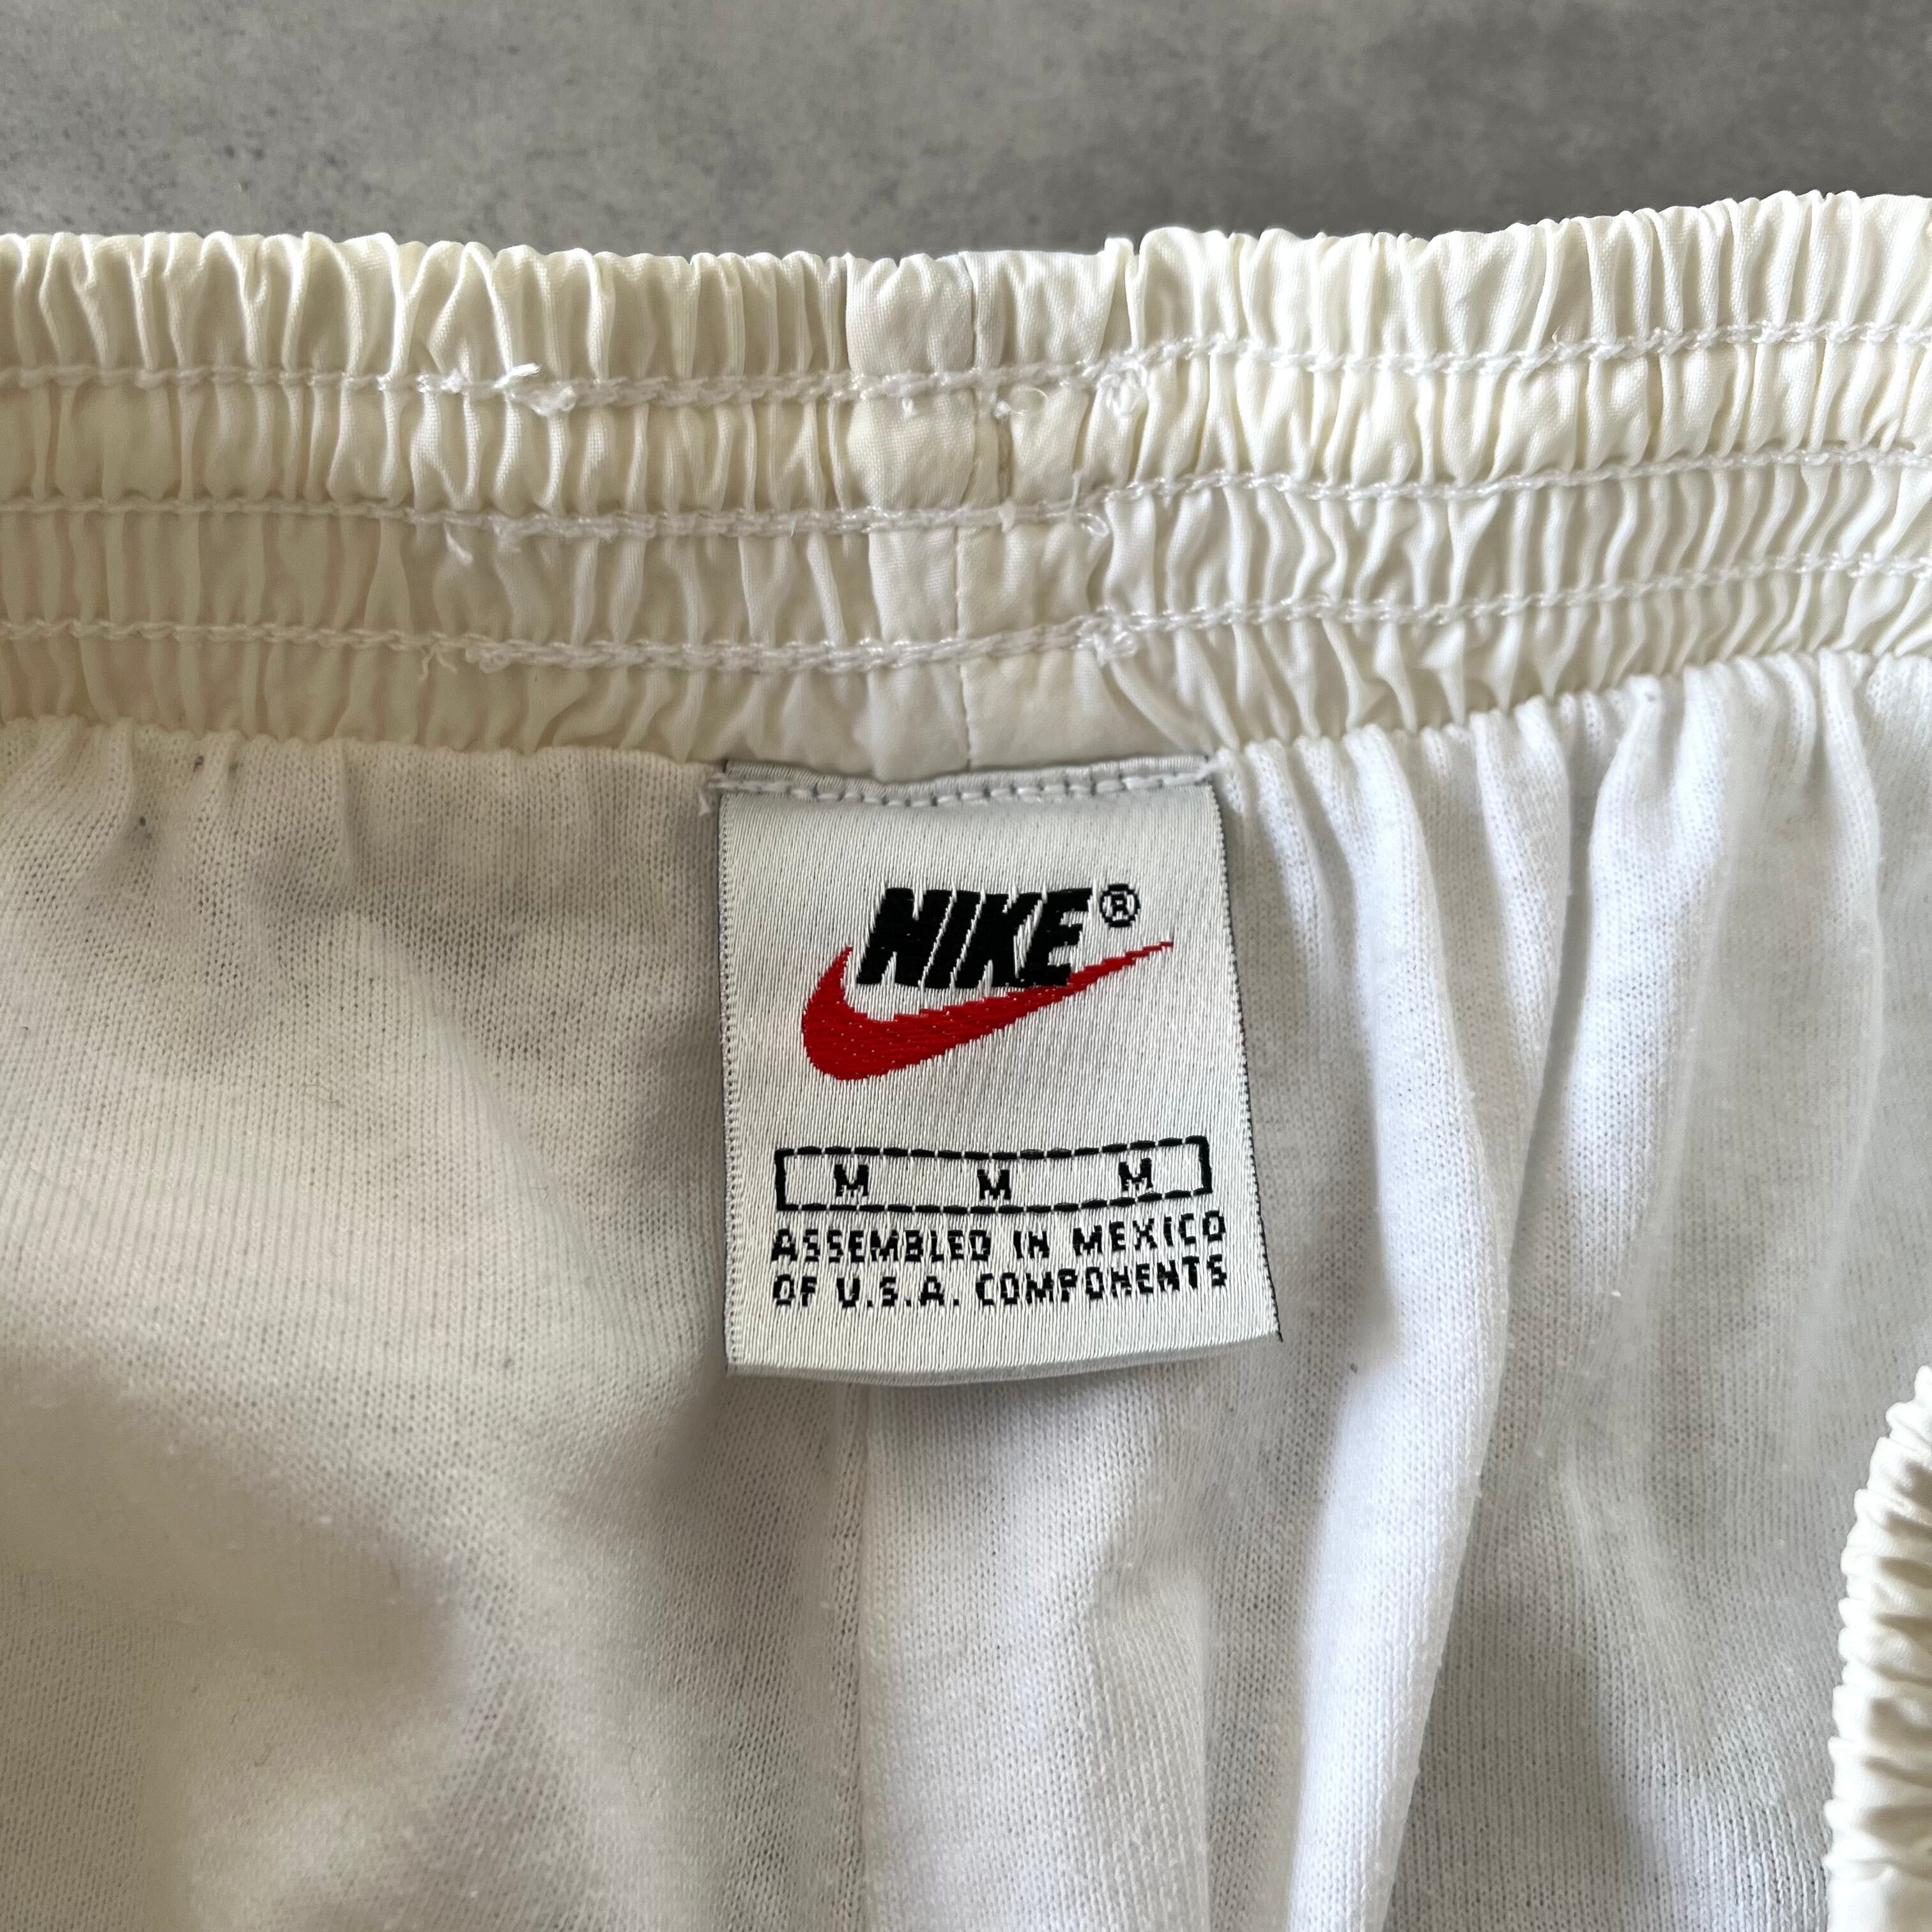 NIKE®
M M M
ASSEMBLED IN MEXICO
OF U.S.A. COMPONENTS